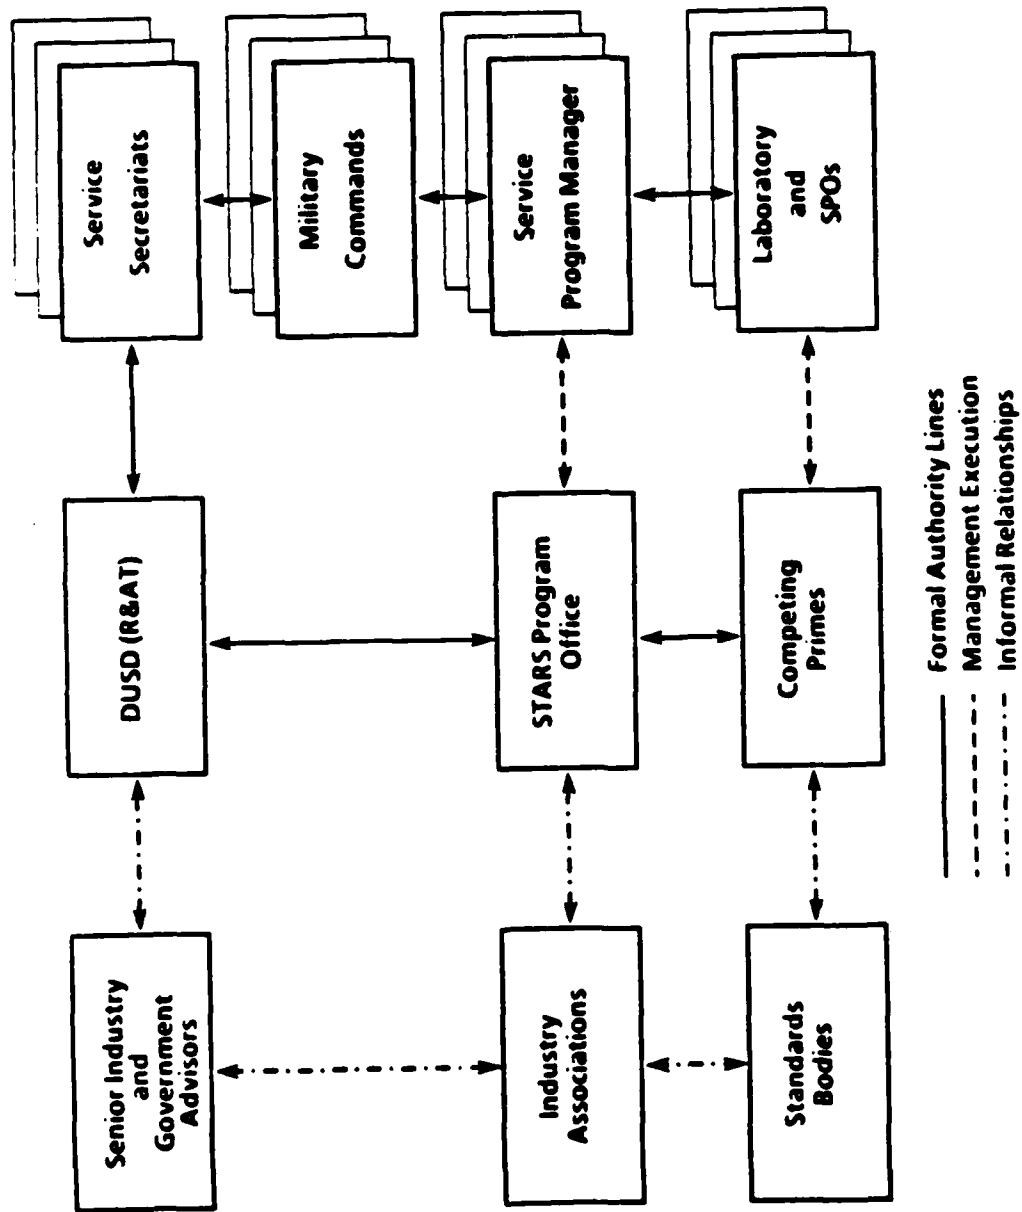 Senior Industry
and
Government
Advisors
DUSD (R&AT)
Service
Secretariats
Military
Commands
Industry
Associations
STARS Program
Office
Service
Program Manager
Standards
Bodies
Competing
Primes
Laboratory
and
SPOs
Formal Authority Lines
Management Execution
Informal Relationships